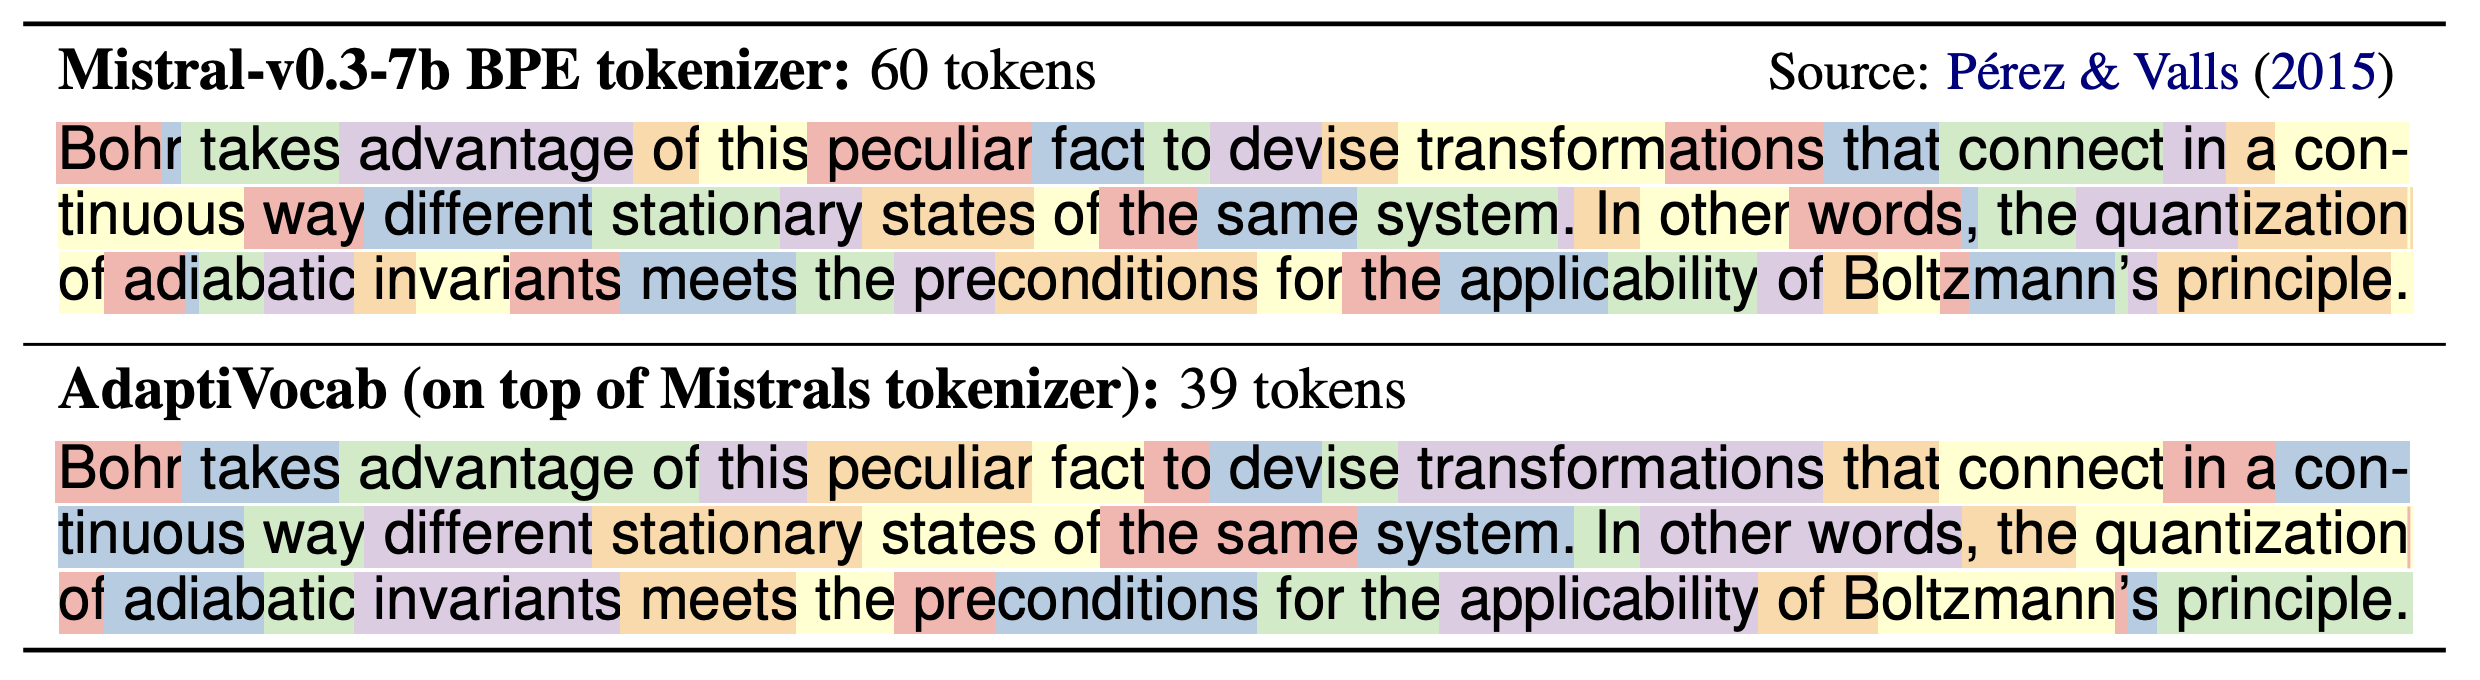 Mistral-v0.3-7b BPE tokenizer: 60 tokens Source: Pérez & Valls (2015)
Bohr takes advantage of this peculiar fact to devise transformations that connect in a con-
tinuous way different stationary states of the same system. In other words, the quantization
of adiabatic invariants meets the preconditions for the applicability of Boltzmann’s principle.
AdaptiVocab (on top of Mistrals tokenizer): 39 tokens
Bohr takes advantage of this peculiar fact to devise transformations that connect in a con-
tinuous way different stationary states of the same system. In other words, the quantization
of adiabatic invariants meets the preconditions for the applicability of Boltzmann’s principle.